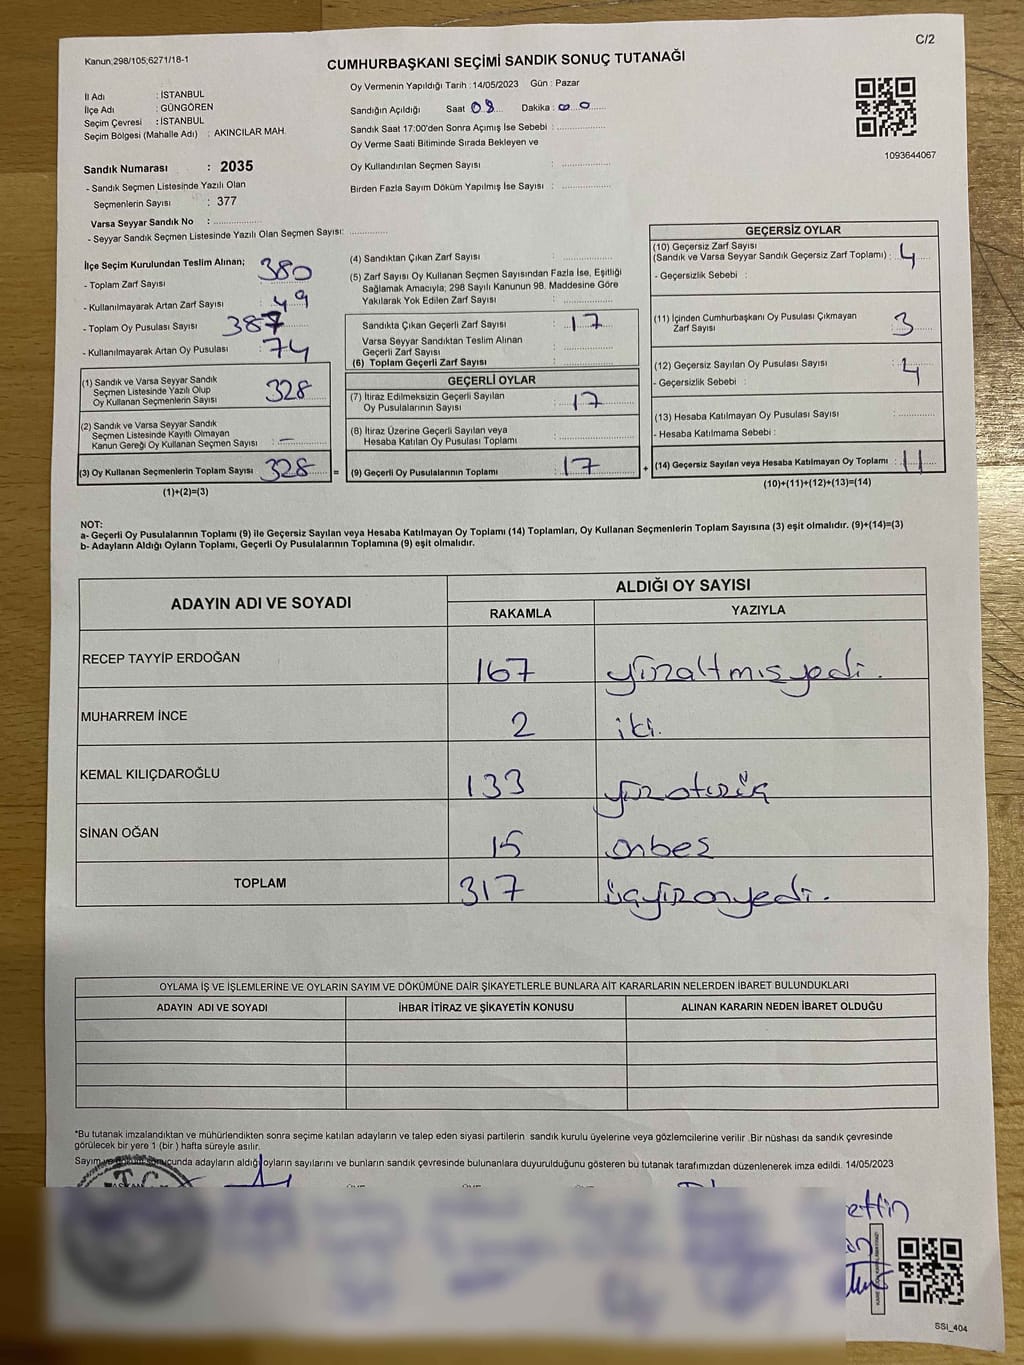 C/2
Kanun;298/105;6271/18-1
CUMHURBAŞKANI SEÇİMİ SANDIK SONUÇ TUTANAĞI
İl Adı : İSTANBUL
İlçe Adı : GÜNGÖREN
Seçim Çevresi : İSTANBUL
Seçim Bölgesi (Mahalle Adı) : AKINCILAR MAH.
Oy Vermenin Yapıldığı Tarih : 14/05/2023 Gün : Pazar
Sandığın Açıldığı Saat 08 Dakika : 00
Sandık Saat 17:00'den Sonra Açımış İse Sebebi :
Oy Verme Saati Bitiminde Sırada Bekleyen ve
Oy Kullandırılan Seçmen Sayısı :
Birden Fazla Sayım Döküm Yapılmış İse Sayısı :
1093644067
Sandık Numarası : 2035
- Sandık Seçmen Listesinde Yazılı Olan
Seçmenlerin Sayısı : 377
Varsa Seyyar Sandık No :
- Seyyar Sandık Seçmen Listesinde Yazılı Olan Seçmen Sayısı:
İlçe Seçim Kurulundan Teslim Alınan;
- Toplam Zarf Sayısı : 380
- Kullanılmayarak Artan Zarf Sayısı : 49
- Toplam Oy Pusulası Sayısı 387
- Kullanılmayarak Artan Oy Pusulası : 74
(1) Sandık ve Varsa Seyyar Sandık
Seçmen Listesinde Yazılı Olup
Oy Kullanan Seçmenlerin Sayısı 328
(2) Sandık ve Varsa Seyyar Sandık
Seçmen Listesinde Kayıtlı Olmayan
Kanun Gereği Oy Kullanan Seçmen Sayısı : –
(3) Oy Kullanan Seçmenlerin Toplam Sayısı 328 =
(1)+(2)=(3)
(4) Sandıktan Çıkan Zarf Sayısı :
(5) Zarf Sayısı Oy Kullanan Seçmen Sayısından Fazla İse, Eşitliği
Sağlamak Amacıyla; 298 Sayılı Kanunun 98. Maddesine Göre
Yakılarak Yok Edilen Zarf Sayısı :
Sandıkta Çıkan Geçerli Zarf Sayısı : 17
Varsa Seyyar Sandıktan Teslim Alınan
Geçerli Zarf Sayısı :
(6) Toplam Geçerli Zarf Sayısı :
GEÇERLİ OYLAR
(7) İtiraz Edilmeksizin Geçerli Sayılan
Oy Pusulalarının Sayısı : 17
(8) İtiraz Üzerine Geçerli Sayılan veya
Hesaba Katılan Oy Pusulası Toplamı :
(9) Geçerli Oy Pusulalarının Toplamı : 17 +
GEÇERSİZ OYLAR
(10) Geçersiz Zarf Sayısı
(Sandık ve Varsa Seyyar Sandık Geçersiz Zarf Toplamı) : 4
- Geçersizlik Sebebi :
(11) İçinden Cumhurbaşkanı Oy Pusulası Çıkmayan
Zarf Sayısı : 3
(12) Geçersiz Sayılan Oy Pusulası Sayısı : 4
- Geçersizlik Sebebi :
(13) Hesaba Katılmayan Oy Pusulası Sayısı :
- Hesaba Katılmama Sebebi :
(14) Geçersiz Sayılan veya Hesaba Katılmayan Oy Toplamı : 11
(10)+(11)+(12)+(13)=(14)
NOT:
a- Geçerli Oy Pusulalarının Toplamı (9) ile Geçersiz Sayılan veya Hesaba Katılmayan Oy Toplamı (14) Toplamları, Oy Kullanan Seçmenlerin Toplam Sayısına (3) eşit olmalıdır. (9)+(14)=(3)
b- Adayların Aldığı Oyların Toplamı, Geçerli Oy Pusulalarının Toplamına (9) eşit olmalıdır.
ADAYIN ADI VE SOYADI ALDIĞI OY SAYISI
RAKAMLA YAZIYLA
RECEP TAYYİP ERDOĞAN 167 yüzaltmışyedi.
MUHARREM İNCE 2 iki.
KEMAL KILIÇDAROĞLU 133 yüzotuzüç
SİNAN OĞAN 15 onbeş
TOPLAM 317 üçyüzonyedi.
OYLAMA İŞ VE İŞLEMLERİNE VE OYLARIN SAYIM VE DÖKÜMÜNE DAİR ŞİKAYETLERLE BUNLARA AİT KARARLARIN NELERDEN İBARET BULUNDUKLARI
ADAYIN ADI VE SOYADI İHBAR İTİRAZ VE ŞİKAYETİN KONUSU ALINAN KARARIN NEDEN İBARET OLDUĞU
*Bu tutanak imzalandıktan ve mühürlendikten sonra seçime katılan adayların ve talep eden siyasi partilerin sandık kurulu üyelerine veya gözlemcilerine verilir .Bir nüshası da sandık çevresinde
görülecek bir yere 1 (bir ) hafta süreyle asılır.
Sayım ve döküm sonucunda adayların aldığı oyların sayılarını ve bunların sandık çevresinde bulunanlara duyurulduğunu gösteren bu tutanak tarafımızdan düzenlenerek imza edildi. 14/05/2023
T.C.
ettin
SSI_404